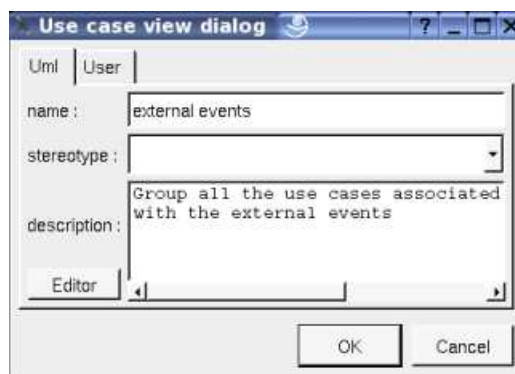 Use case view dialog
?
Uml User
name : external events
stereotype :
description : Group all the use cases associated
with the external events
Editor
OK Cancel